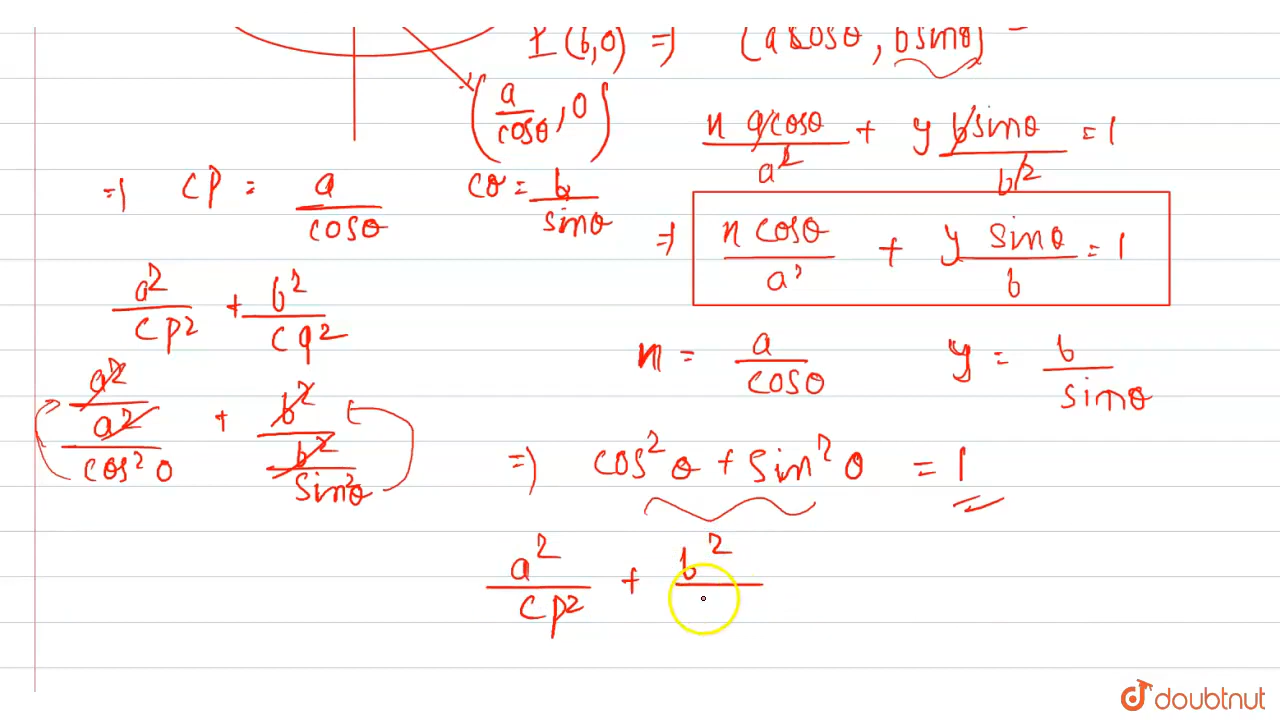 P(b,0) ⇒ (a cosθ, b sinθ)
(a/cosθ, 0)
x a cosθ/a² + y b sinθ/b² = 1
⇒ CP = a/cosθ CQ = b/sinθ
⇒ x cosθ/a² + y sinθ/b = 1
a²/CP² + b²/CQ²
x = a/cosθ y = b/sinθ
a²/(a²/cos²θ) + b²/(b²/sin²θ)
⇒ cos²θ + sin²θ = 1
a²/CP² + b²/
doubtnut